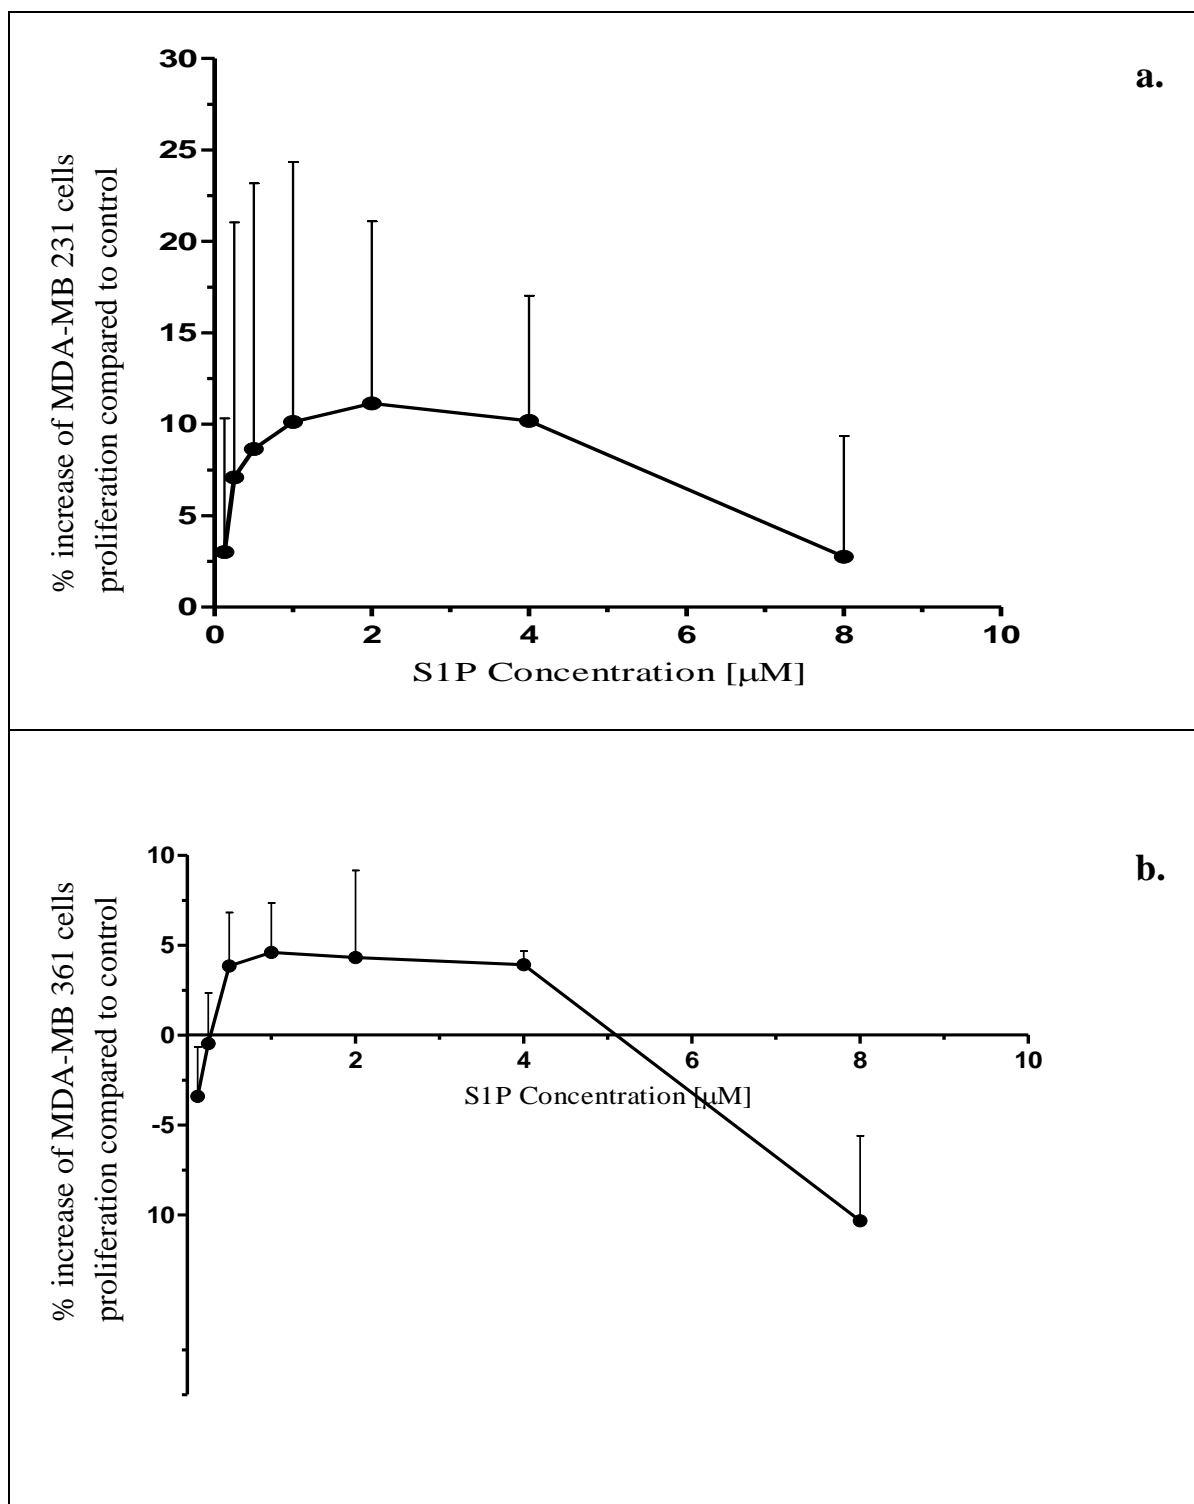 a.
% increase of MDA-MB 231 cells
proliferation compared to control
30
25
20
15
10
5
0
0 2 4 6 8 10
S1P Concentration [μM]
b.
% increase of MDA-MB 361 cells
proliferation compared to control
10
5
0
2 4 6 8 10
S1P Concentration [μM]
-5
10